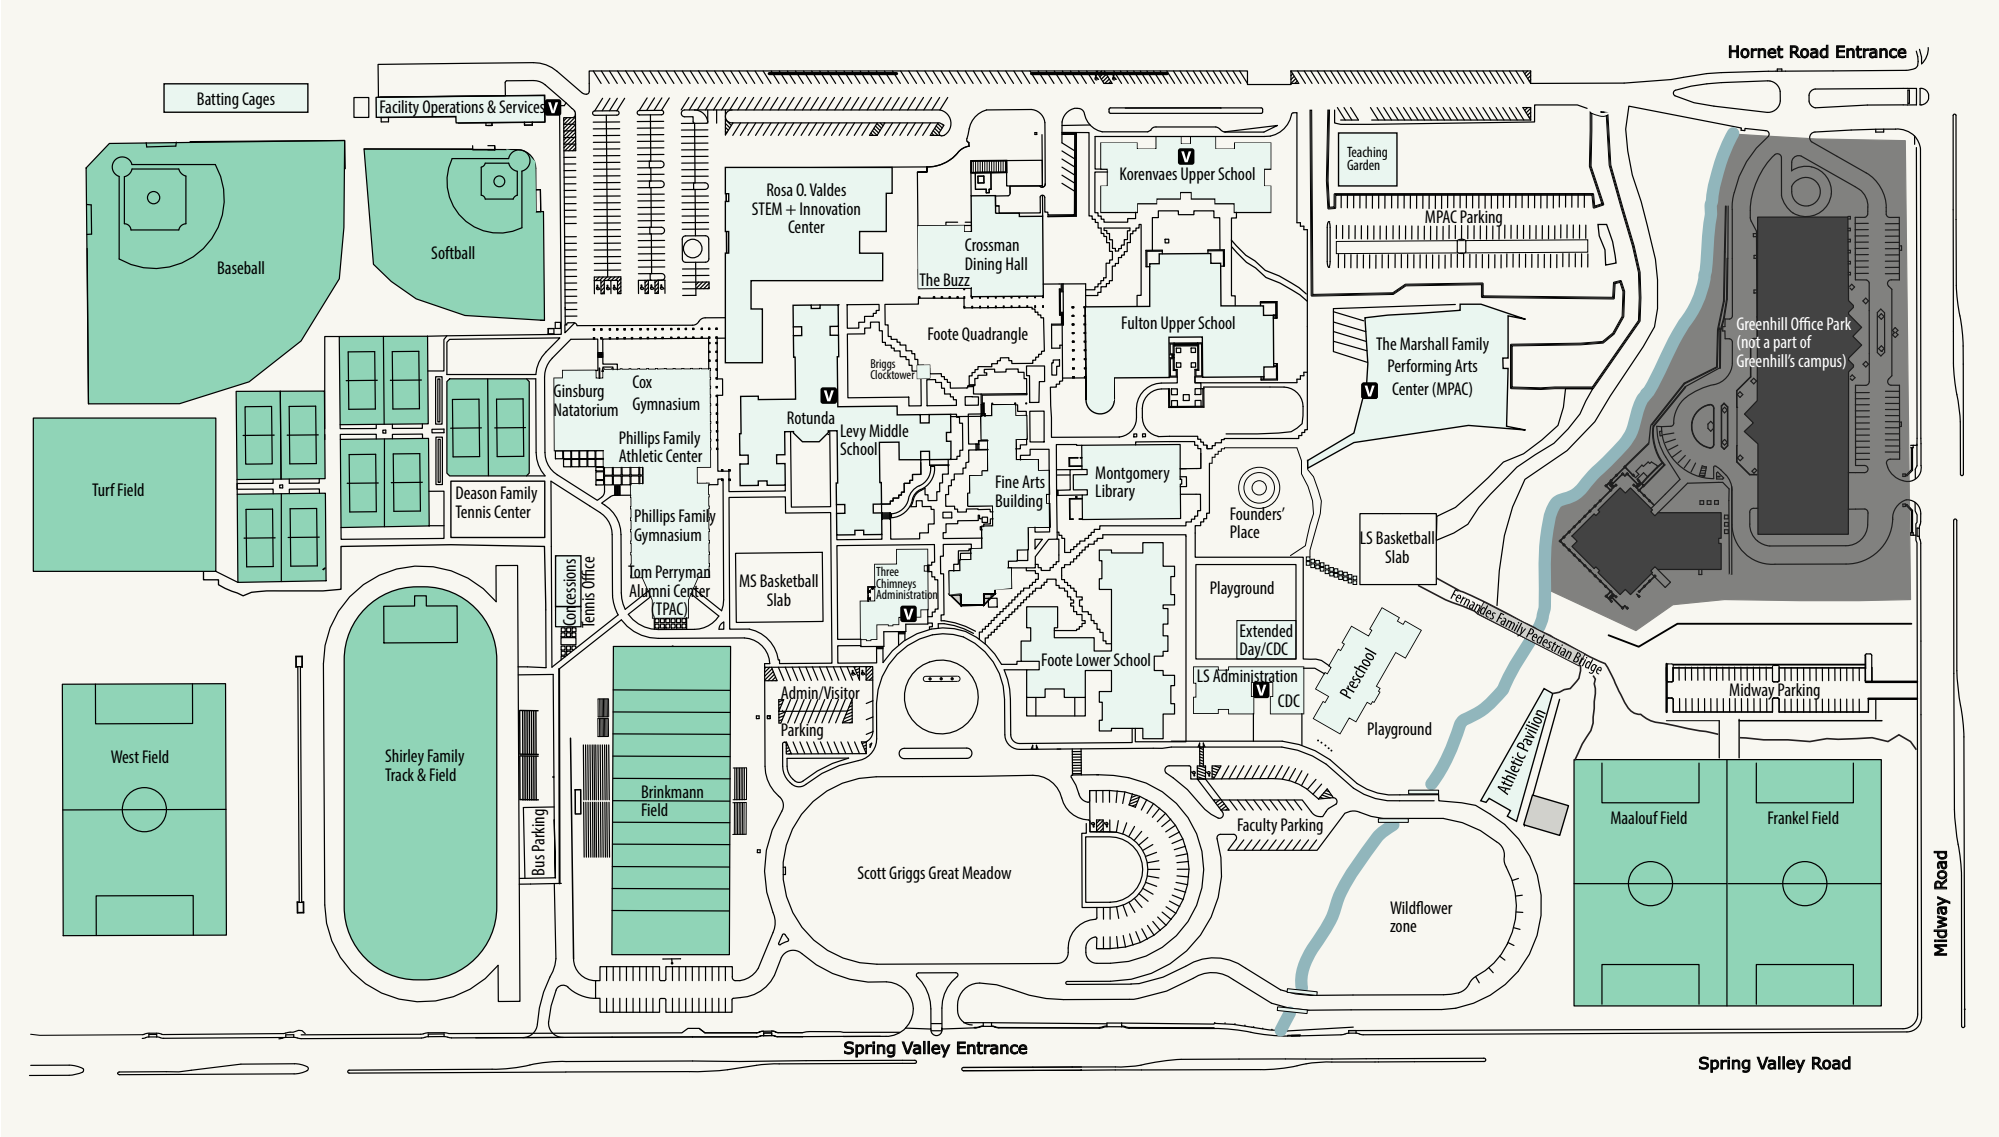 Hornet Road Entrance
Batting Cages
Facility Operations & Services
V
Baseball
Softball
Rosa O. Valdes
STEM + Innovation
Center
Crossman
Dining Hall
The Buzz
V
Korenvaes Upper School
Teaching
Garden
MPAC Parking
Foote Quadrangle
Briggs
Clocktower
Fulton Upper School
The Marshall Family
Performing Arts
Center (MPAC)
V
Greenhill Office Park
(not a part of
Greenhill's campus)
Ginsburg
Natatorium
Cox
Gymnasium
Phillips Family
Athletic Center
V
Rotunda
Levy Middle
School
Fine Arts
Building
Montgomery
Library
Founders'
Place
LS Basketball
Slab
Turf Field
Deason Family
Tennis Center
Phillips Family
Gymnasium
Tom Perryman
Alumni Center
(TPAC)
Concessions
Tennis Office
MS Basketball
Slab
Three
Chimneys
Administration
V
Playground
Extended
Day/CDC
Foote Lower School
LS Administration
V
CDC
Preschool
Playground
Fernandes Family Pedestrian Bridge
Midway Parking
Athletic Pavilion
West Field
Shirley Family
Track & Field
Bus Parking
Brinkmann
Field
Admin/Visitor
Parking
Scott Griggs Great Meadow
Faculty Parking
Wildflower
zone
Maalouf Field
Frankel Field
Midway Road
Spring Valley Entrance
Spring Valley Road